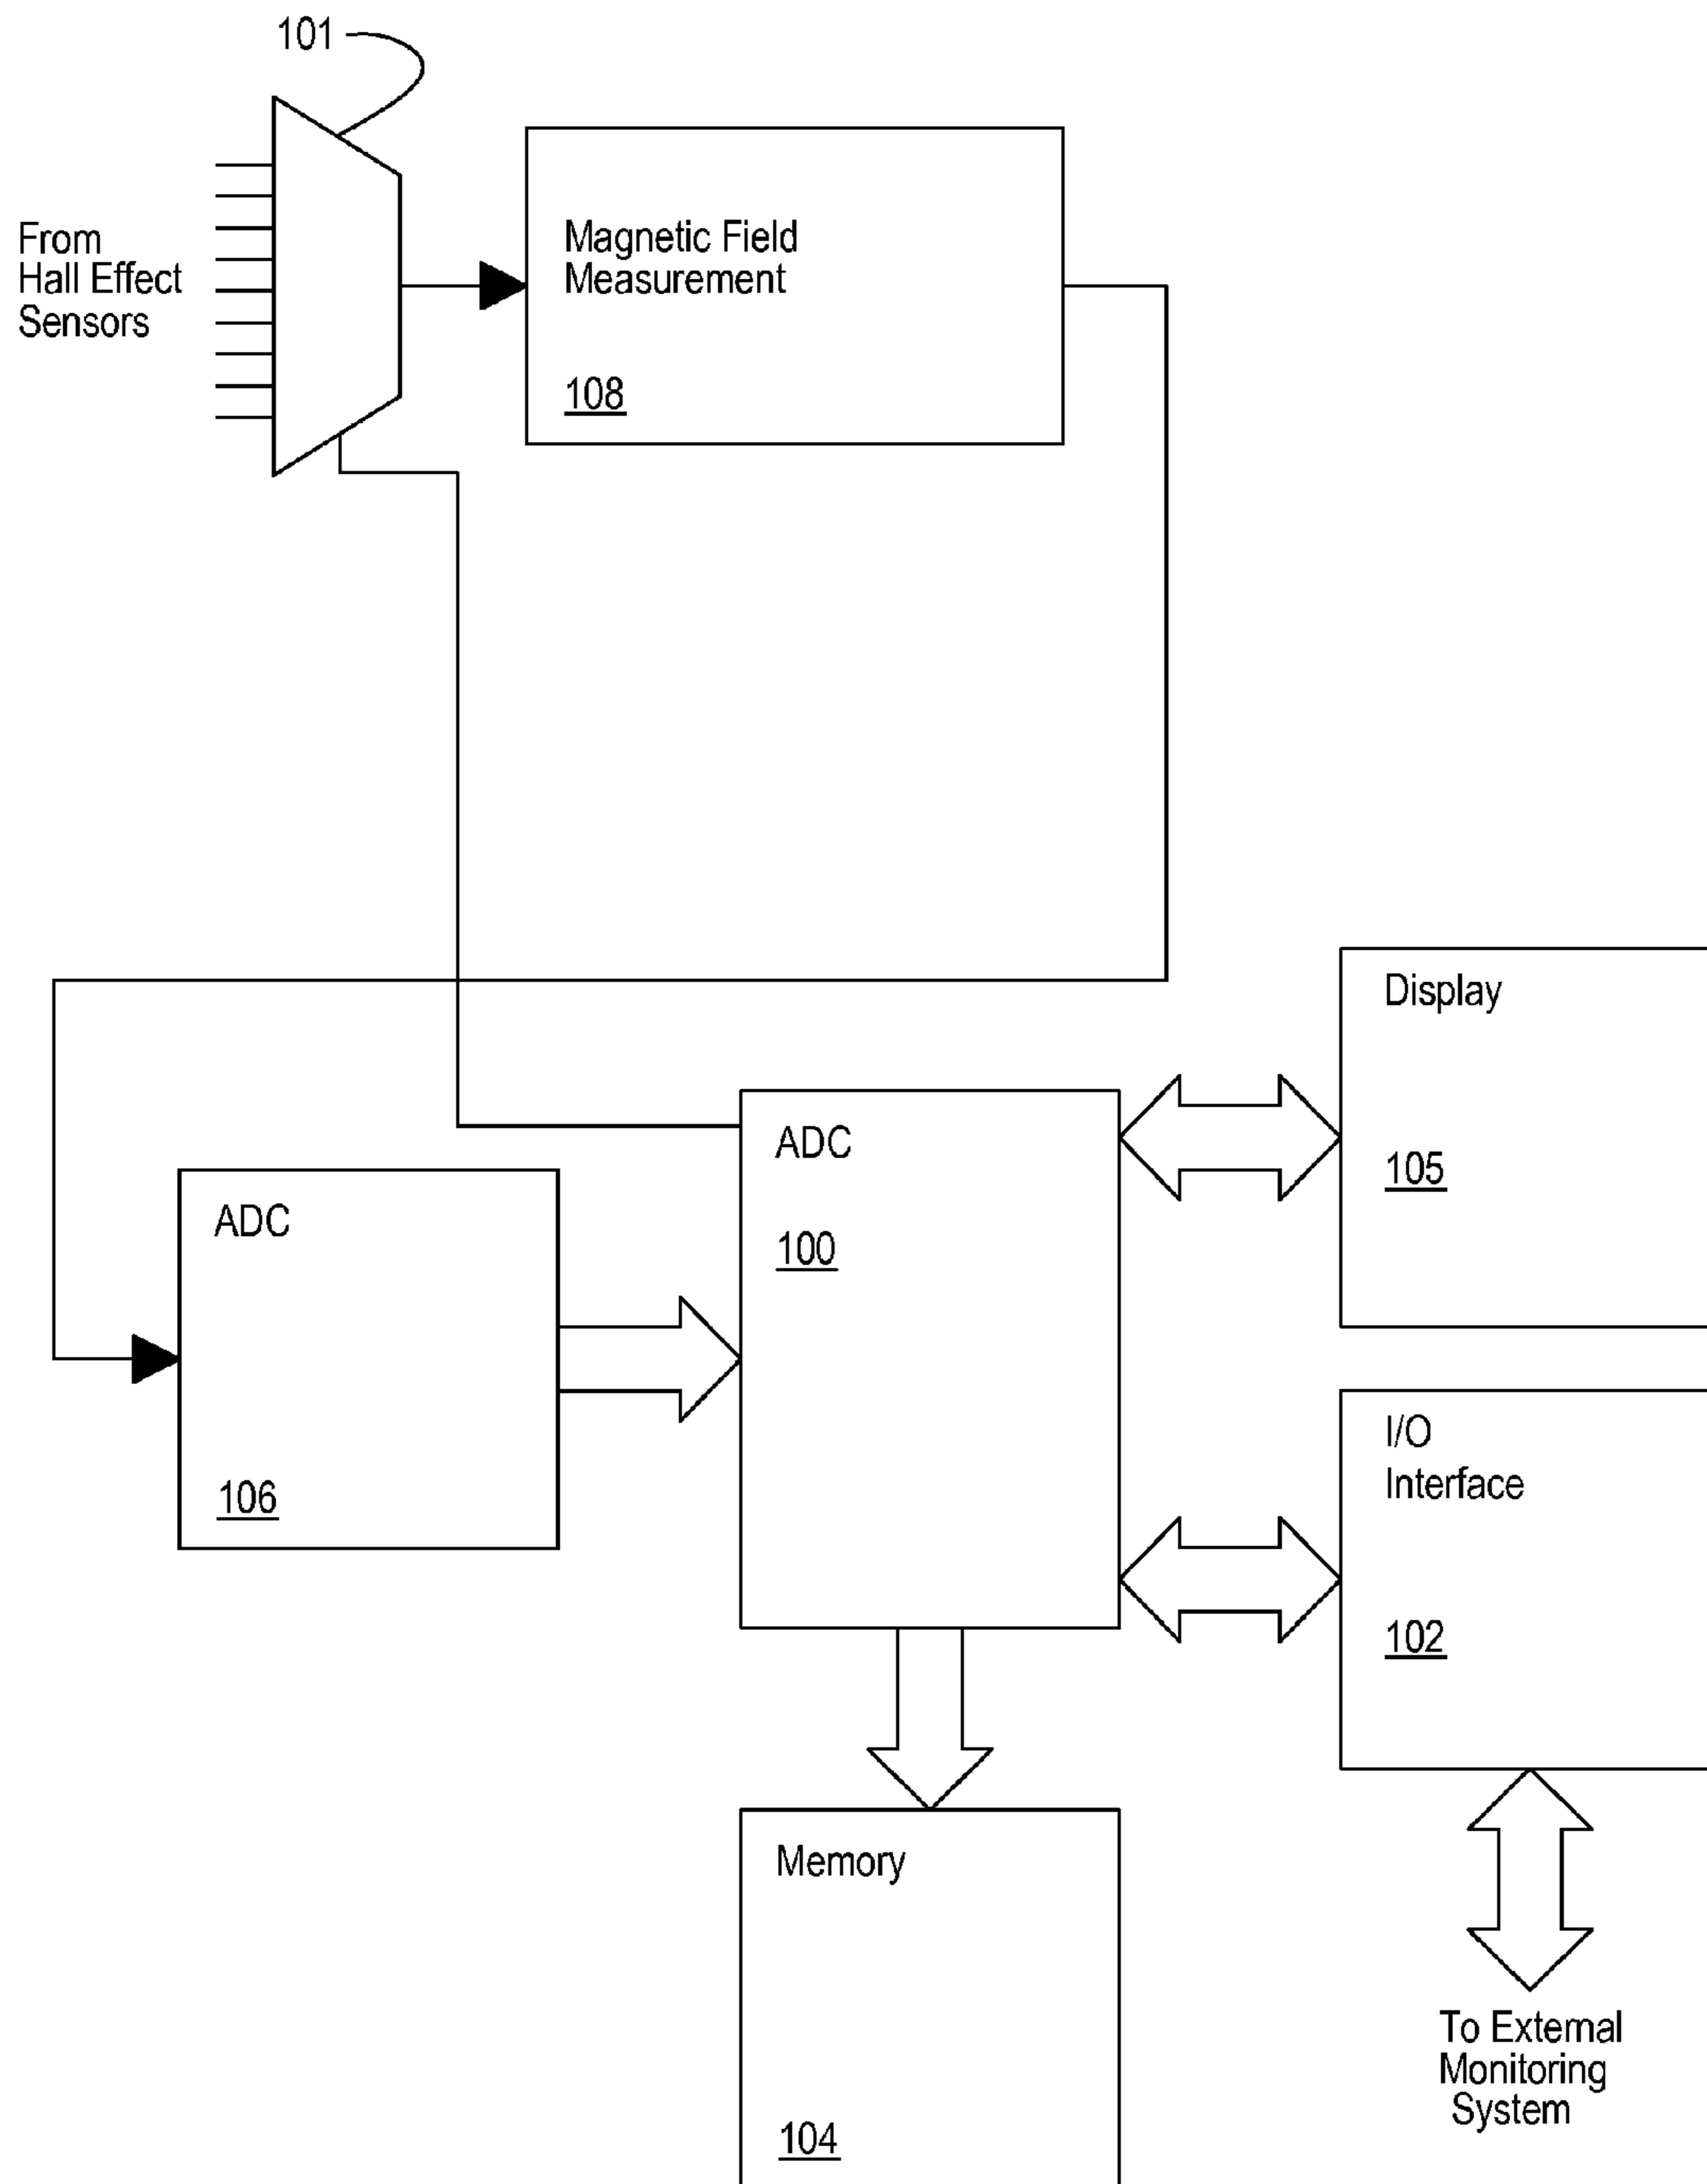 101
From
Hall Effect
Sensors
Magnetic Field
Measurement
108
Display
105
ADC
100
ADC
106
I/O
Interface
102
Memory
104
To External
Monitoring
System